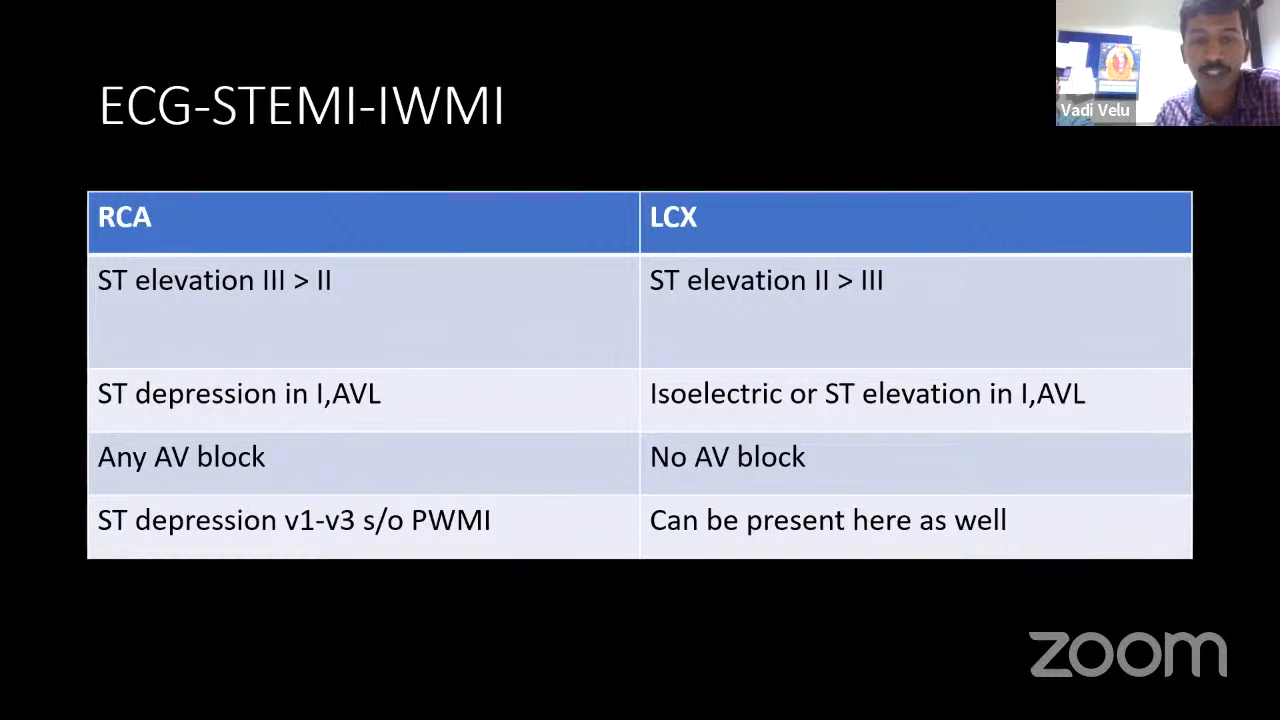 Vadi Velu
ECG-STEMI-IWMI
RCA
LCX
ST elevation III > II
ST elevation II > III
ST depression in I,AVL
Isoelectric or ST elevation in I,AVL
Any AV block
No AV block
ST depression v1-v3 s/o PWMI
Can be present here as well
zoom